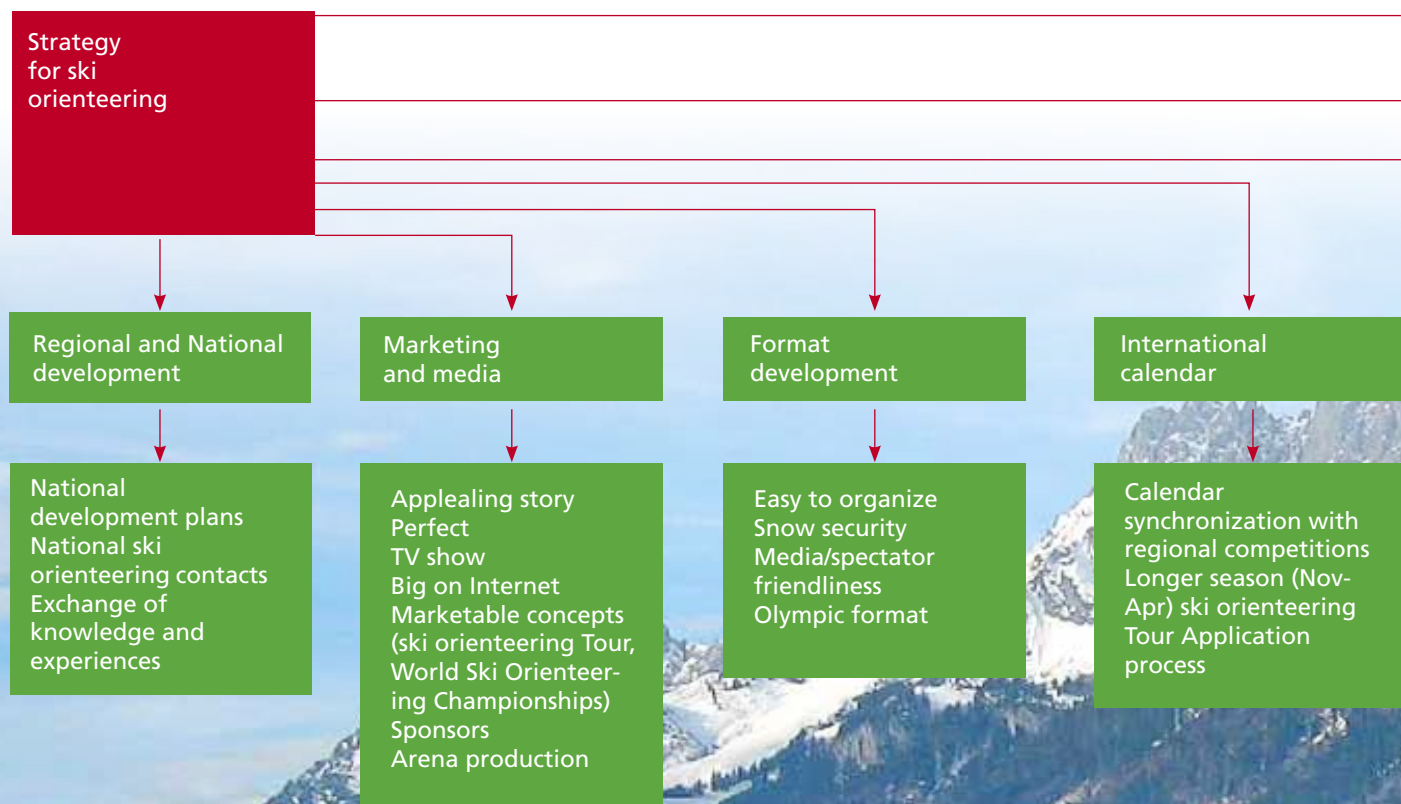 Strategy
for ski
orienteering
Regional and National
development
Marketing
and media
Format
development
International
calendar
National
development plans
National ski
orienteering contacts
Exchange of
knowledge and
experiences
Applealing story
Perfect
TV show
Big on Internet
Marketable concepts
(ski orienteering Tour,
World Ski Orienteer-
ing Championships)
Sponsors
Arena production
Easy to organize
Snow security
Media/spectator
friendliness
Olympic format
Calendar
synchronization with
regional competitions
Longer season (Nov-
Apr) ski orienteering
Tour Application
process